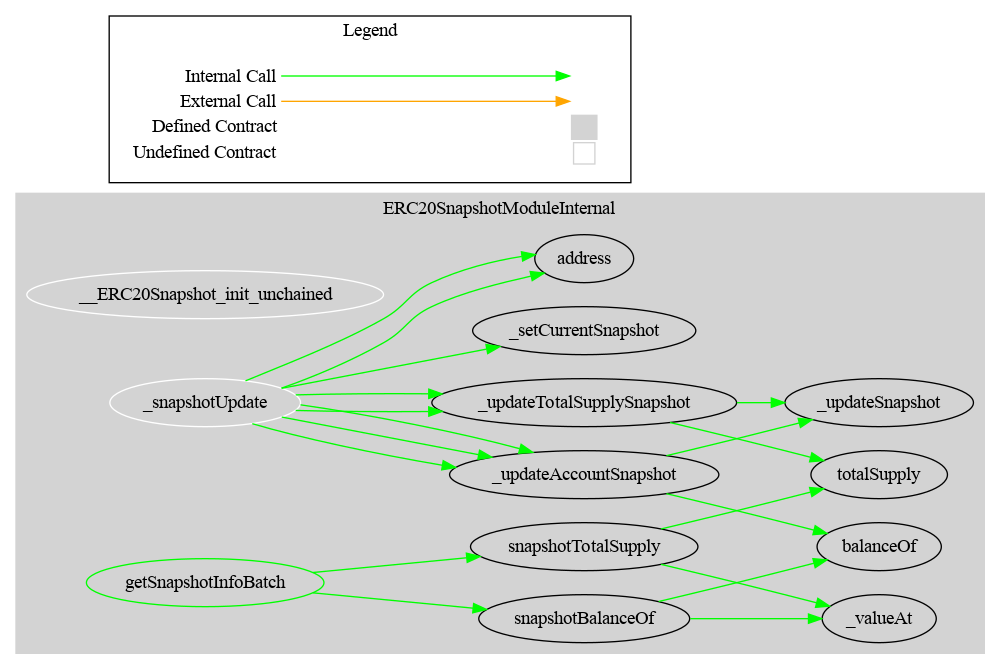 Legend
Internal Call
External Call
Defined Contract
Undefined Contract
ERC20SnapshotModuleInternal
address
__ERC20Snapshot_init_unchained
_setCurrentSnapshot
_snapshotUpdate
_updateTotalSupplySnapshot
_updateSnapshot
_updateAccountSnapshot
totalSupply
snapshotTotalSupply
balanceOf
getSnapshotInfoBatch
snapshotBalanceOf
_valueAt